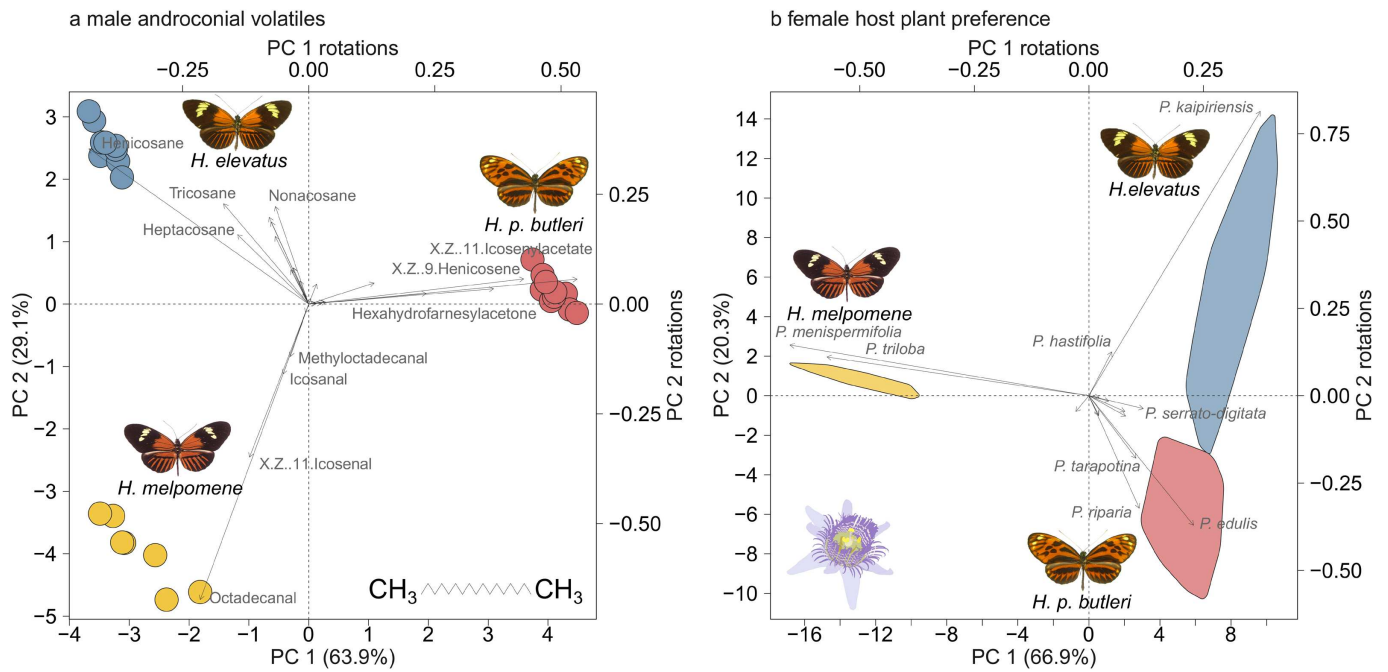 a male androconial volatiles
PC 1 rotations
−0.25 0.00 0.25 0.50
3
2
1
0
−1
−2
−3
−4
−5
PC 2 (29.1%)
H. elevatus
Henicosane
Tricosane
Nonacosane
Heptacosane
H. p. butleri
X.Z..11.Icosenylacetate
X.Z..9.Henicosene
Hexahydrofarnesylacetone
Methyloctadecanal
Icosanal
X.Z..11.Icosenal
H. melpomene
Octadecanal
CH3 CH3
0.25
0.00
−0.25
−0.50
PC 2 rotations
−4 −3 −2 −1 0 1 2 3 4
PC 1 (63.9%)
b female host plant preference
PC 1 rotations
−0.50 −0.25 0.00 0.25
14
12
10
8
6
4
2
0
−2
−4
−6
−8
−10
PC 2 (20.3%)
P. kaipiriensis
H.elevatus
H. melpomene
P. menispermifolia
P. triloba
P. hastifolia
P. serrato-digitata
P. tarapotina
P. riparia
P. edulis
H. p. butleri
0.75
0.50
0.25
0.00
−0.25
−0.50
PC 2 rotations
−16 −12 −8 −4 0 4 8
PC 1 (66.9%)